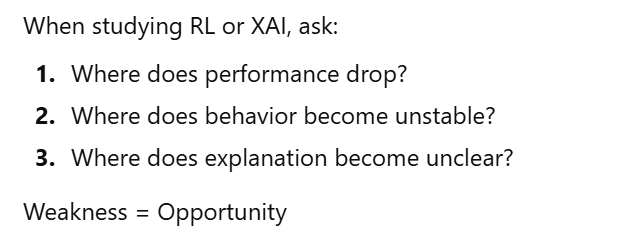 When studying RL or XAI, ask:
1. Where does performance drop?
2. Where does behavior become unstable?
3. Where does explanation become unclear?
Weakness = Opportunity